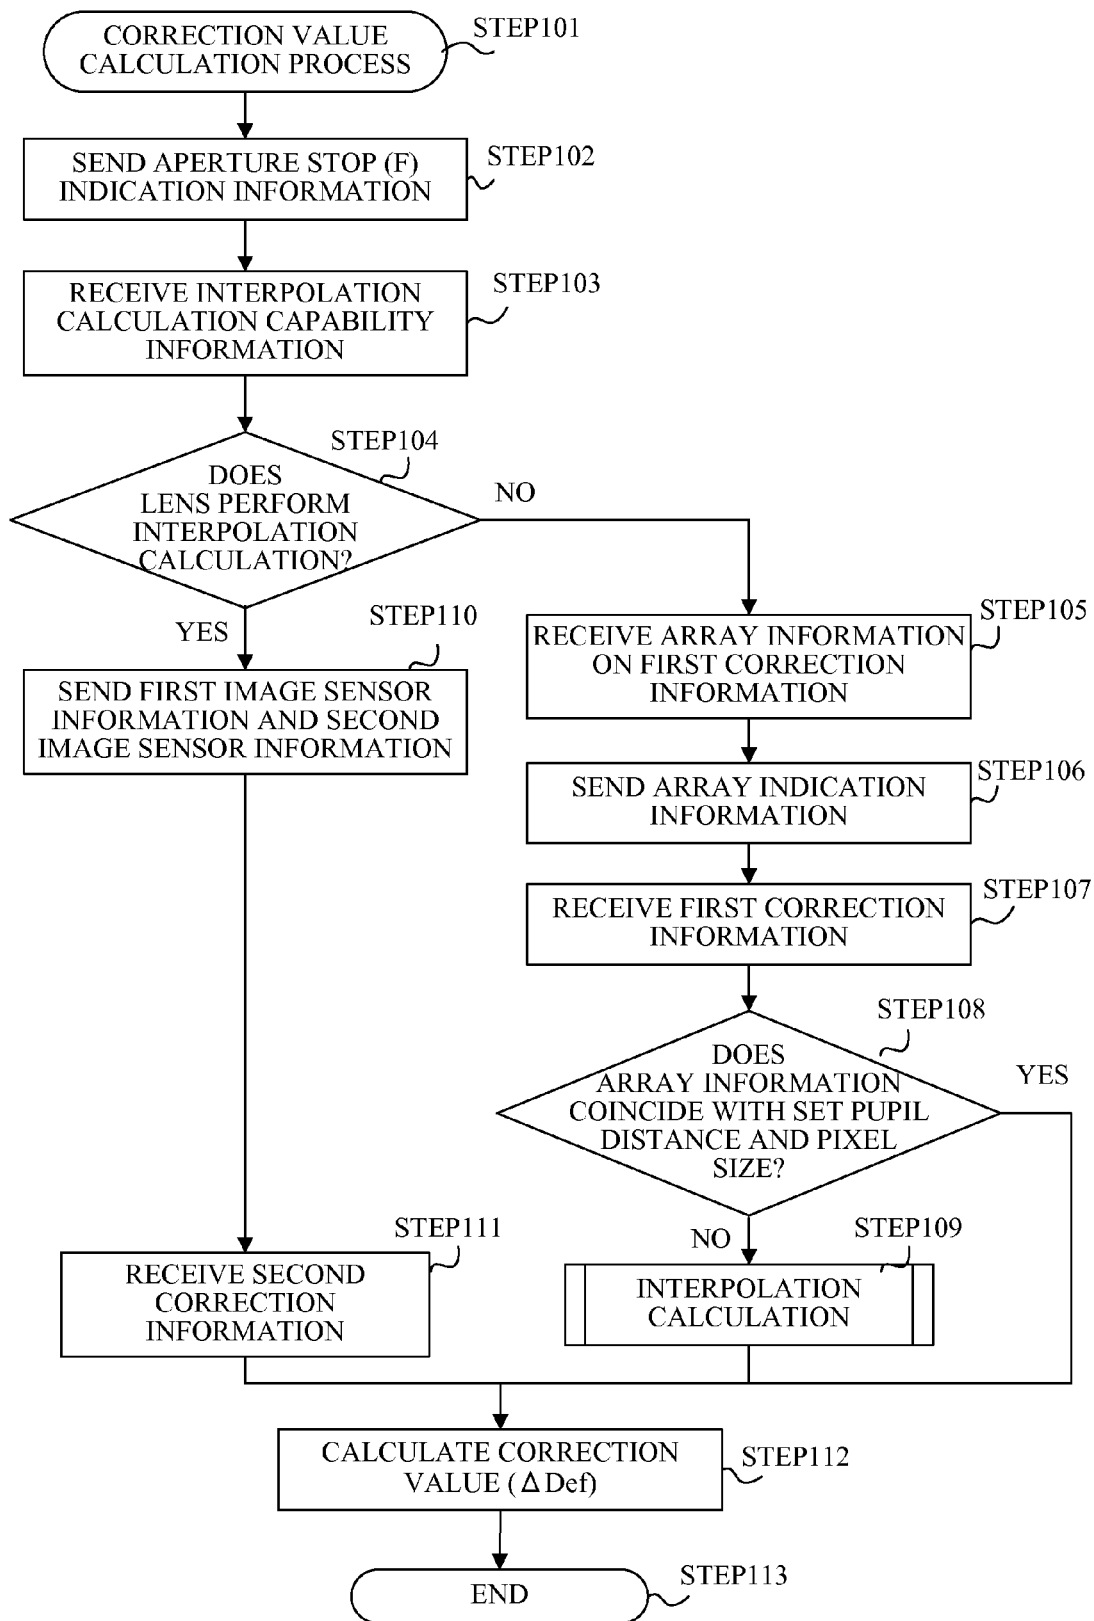 CORRECTION VALUE
CALCULATION PROCESS
STEP101
SEND APERTURE STOP (F)
INDICATION INFORMATION
STEP102
RECEIVE INTERPOLATION
CALCULATION CAPABILITY
INFORMATION
STEP103
STEP104
DOES
LENS PERFORM
INTERPOLATION
CALCULATION?
NO
YES
STEP110
SEND FIRST IMAGE SENSOR
INFORMATION AND SECOND
IMAGE SENSOR INFORMATION
STEP105
RECEIVE ARRAY INFORMATION
ON FIRST CORRECTION
INFORMATION
STEP106
SEND ARRAY INDICATION
INFORMATION
STEP107
RECEIVE FIRST CORRECTION
INFORMATION
STEP108
DOES
ARRAY INFORMATION
COINCIDE WITH SET PUPIL
DISTANCE AND PIXEL
SIZE?
YES
NO
STEP109
INTERPOLATION
CALCULATION
STEP111
RECEIVE SECOND
CORRECTION
INFORMATION
CALCULATE CORRECTION
VALUE (ΔDef)
STEP112
END
STEP113